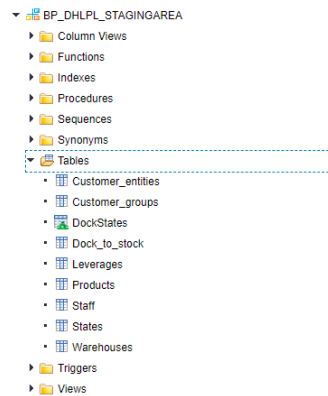 BP_DHLPL_STAGINGAREA
Column Views
Functions
Indexes
Procedures
Sequences
Synonyms
Tables
Customer_entities
Customer_groups
DockStates
Dock_to_stock
Leverages
Products
Staff
States
Warehouses
Triggers
Views